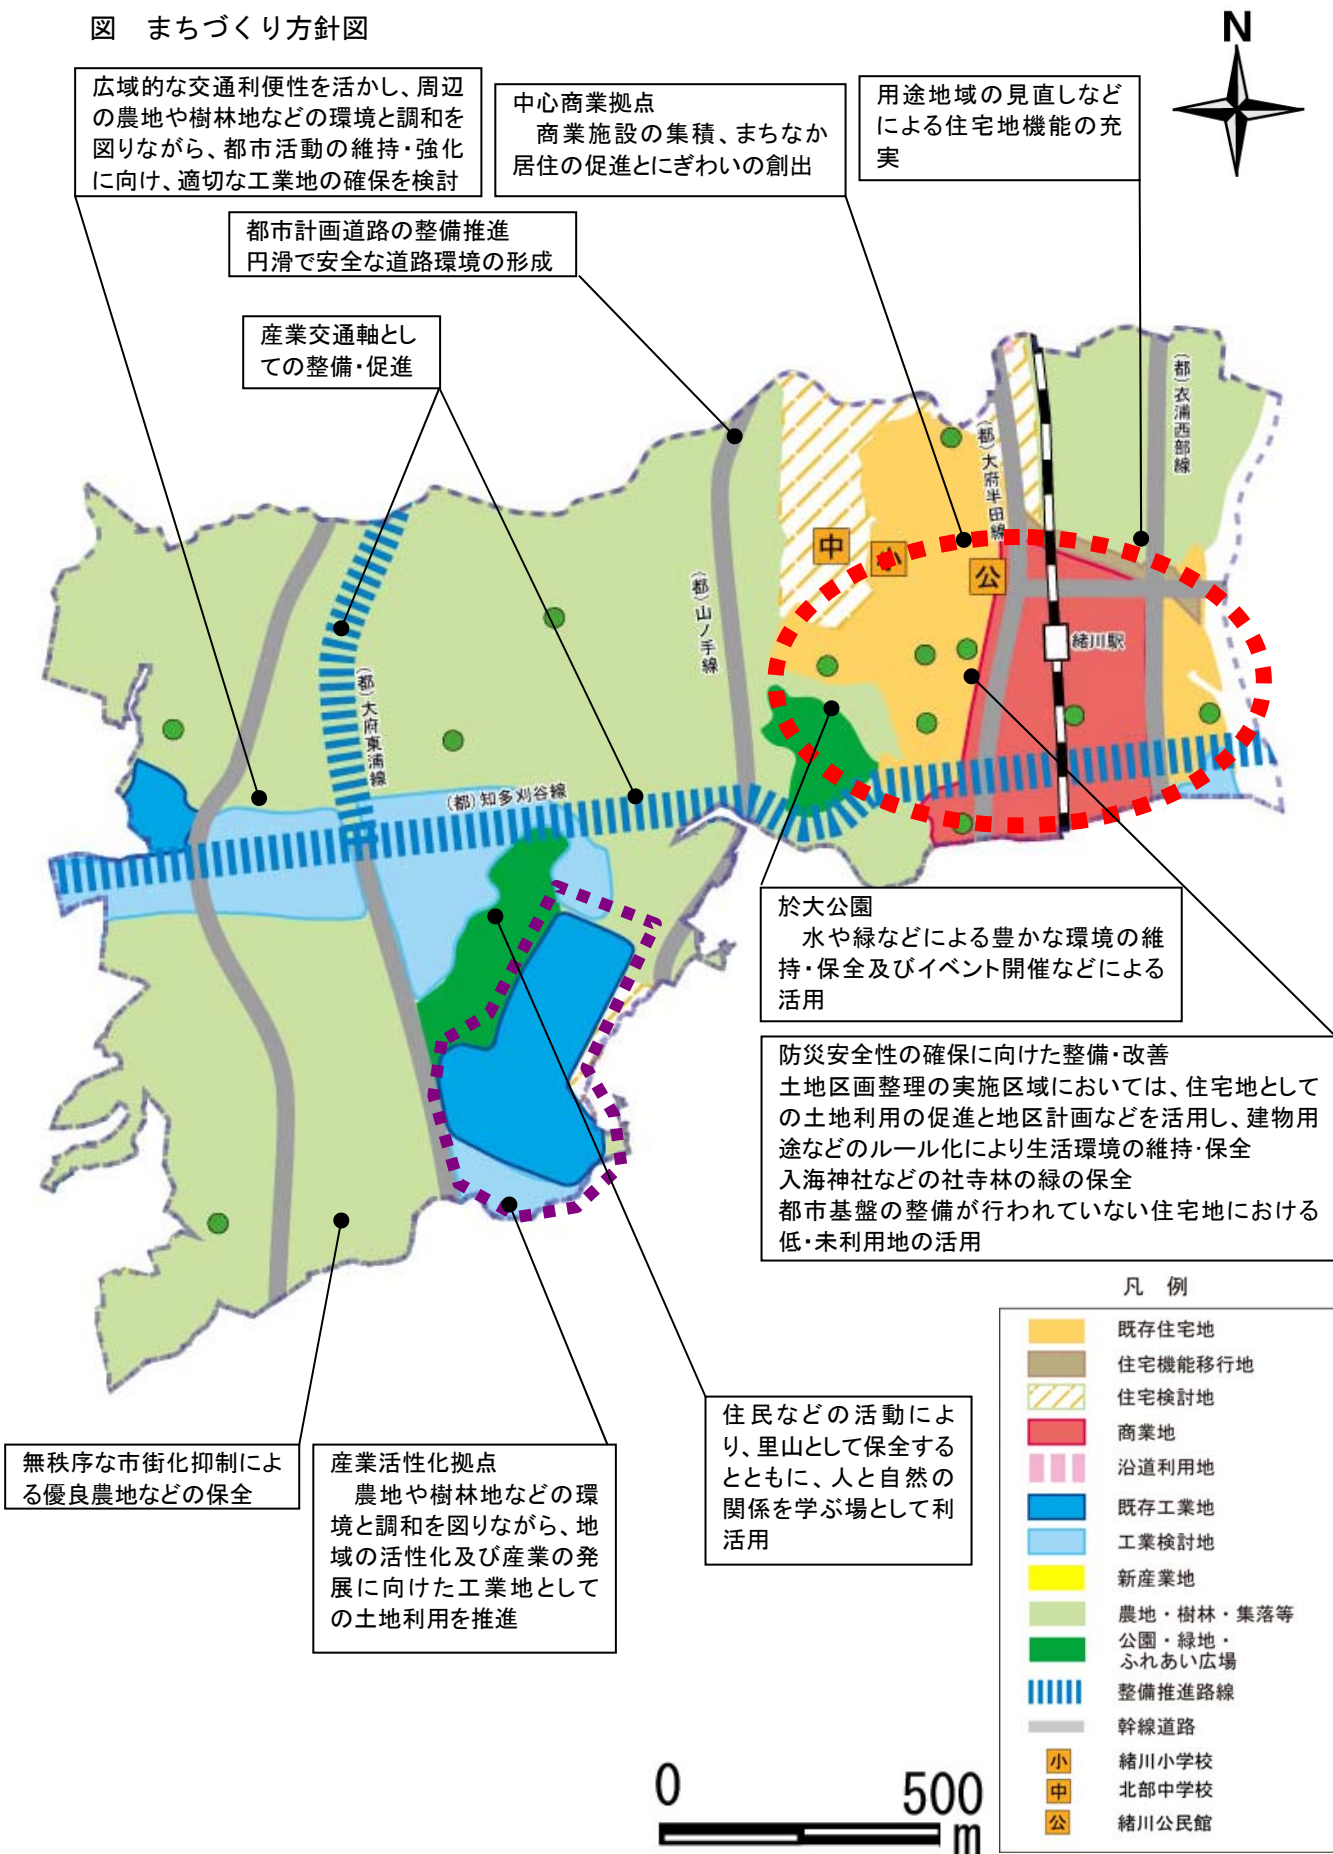 図　まちづくり方針図
N
広域的な交通利便性を活かし、周辺
の農地や樹林地などの環境と調和を
図りながら、都市活動の維持・強化
に向け、適切な工業地の確保を検討
中心商業拠点
商業施設の集積、まちなか
居住の促進とにぎわいの創出
用途地域の見直しなど
による住宅地機能の充
実
都市計画道路の整備推進
円滑で安全な道路環境の形成
産業交通軸とし
ての整備・促進
(都)衣浦西部線
(都)大府半田線
中
小
公
(都)山ノ手線
緒川駅
(都)大府東浦線
(都)知多刈谷線
於大公園
水や緑などによる豊かな環境の維
持・保全及びイベント開催などによる
活用
防災安全性の確保に向けた整備・改善
土地区画整理の実施区域においては、住宅地として
の土地利用の促進と地区計画などを活用し、建物用
途などのルール化により生活環境の維持・保全
入海神社などの社寺林の緑の保全
都市基盤の整備が行われていない住宅地における
低・未利用地の活用
無秩序な市街化抑制によ
る優良農地などの保全
産業活性化拠点
農地や樹林地などの環
境と調和を図りながら、地
域の活性化及び産業の発
展に向けた工業地として
の土地利用を推進
住民などの活動によ
り、里山として保全する
とともに、人と自然の
関係を学ぶ場として利
活用
凡　例
既存住宅地
住宅機能移行地
住宅検討地
商業地
沿道利用地
既存工業地
工業検討地
新産業地
農地・樹林・集落等
公園・緑地・
ふれあい広場
整備推進路線
幹線道路
小 緒川小学校
中 北部中学校
公 緒川公民館
0 500
m